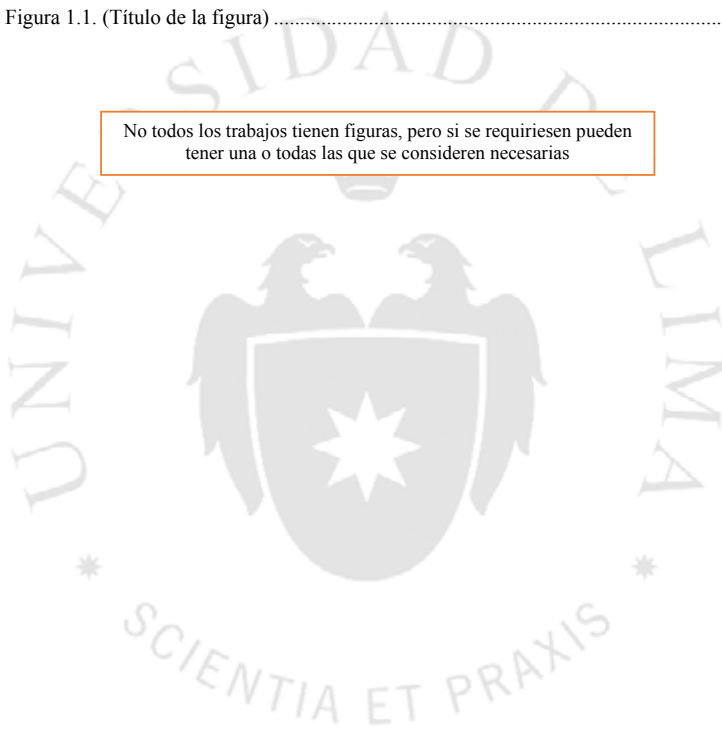 Figura 1.1. (Título de la figura) ................................................................................
No todos los trabajos tienen figuras, pero si se requiriesen pueden
tener una o todas las que se consideren necesarias
UNIVERSIDAD DE LIMA
SCIENTIA ET PRAXIS